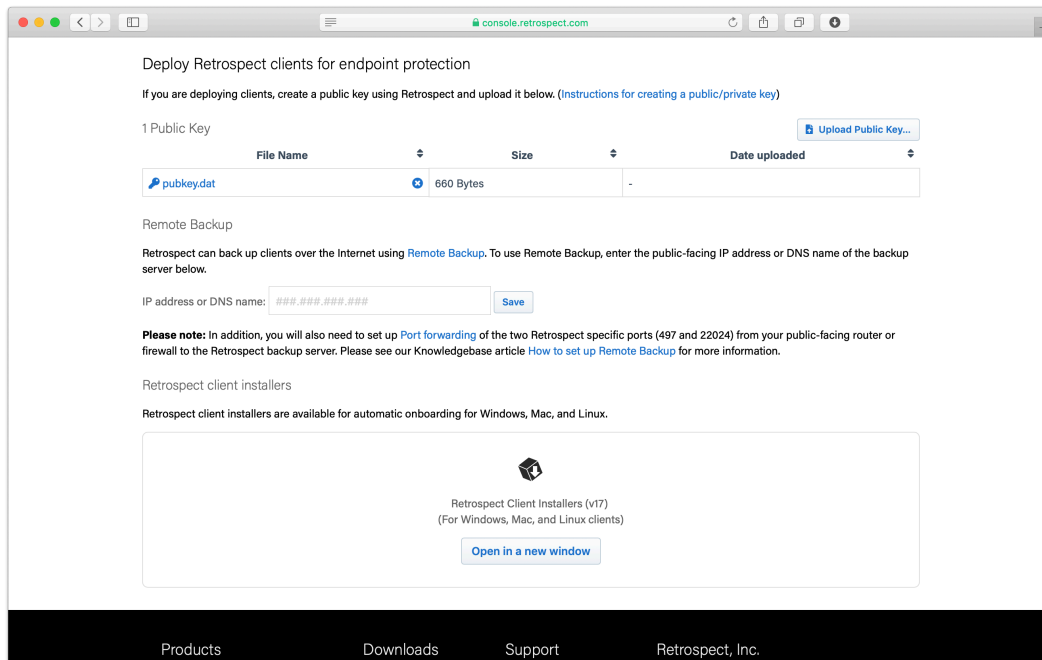 console.retrospect.com
Deploy Retrospect clients for endpoint protection
If you are deploying clients, create a public key using Retrospect and upload it below. (Instructions for creating a public/private key)
1 Public Key
Upload Public Key...
File Name Size Date uploaded
pubkey.dat 660 Bytes -
Remote Backup
Retrospect can back up clients over the Internet using Remote Backup. To use Remote Backup, enter the public-facing IP address or DNS name of the backup
server below.
IP address or DNS name: ###.###.###.### Save
Please note: In addition, you will also need to set up Port forwarding of the two Retrospect specific ports (497 and 22024) from your public-facing router or
firewall to the Retrospect backup server. Please see our Knowledgebase article How to set up Remote Backup for more information.
Retrospect client installers
Retrospect client installers are available for automatic onboarding for Windows, Mac, and Linux.
Retrospect Client Installers (v17)
(For Windows, Mac, and Linux clients)
Open in a new window
Products Downloads Support Retrospect, Inc.